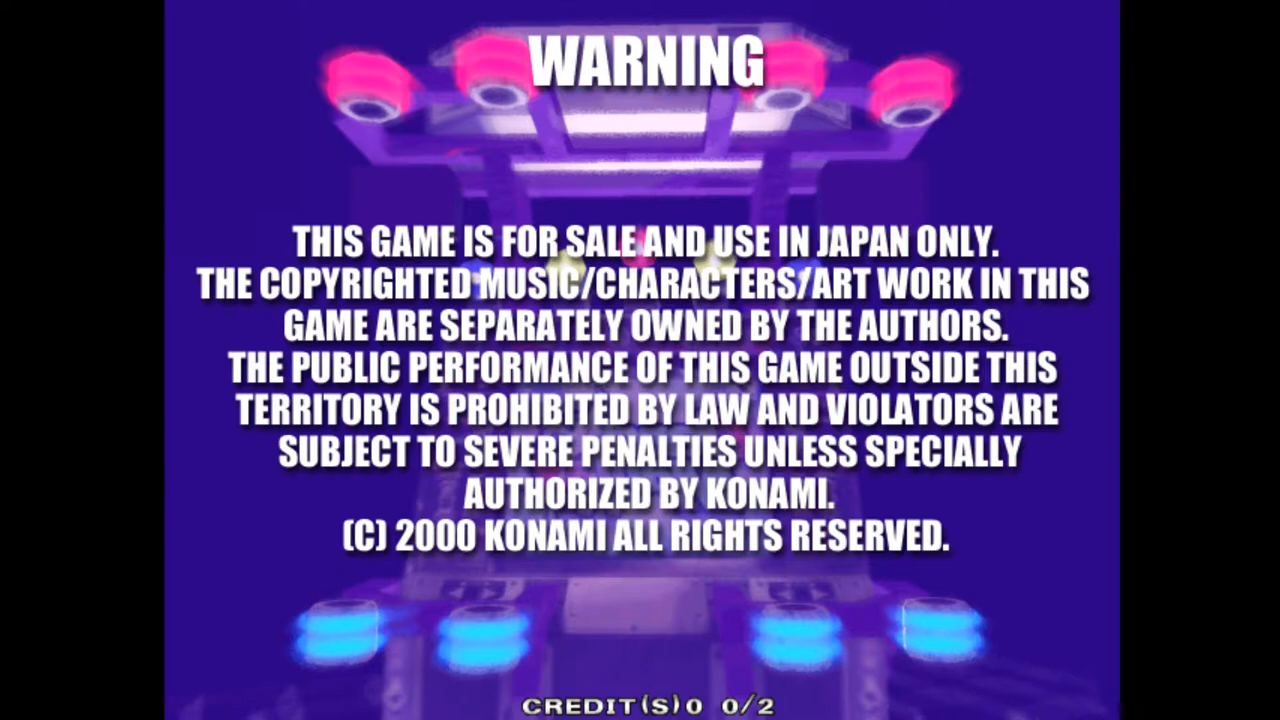 WARNING
THIS GAME IS FOR SALE AND USE IN JAPAN ONLY.
THE COPYRIGHTED MUSIC/CHARACTERS/ART WORK IN THIS
GAME ARE SEPARATELY OWNED BY THE AUTHORS.
THE PUBLIC PERFORMANCE OF THIS GAME OUTSIDE THIS
TERRITORY IS PROHIBITED BY LAW AND VIOLATORS ARE
SUBJECT TO SEVERE PENALTIES UNLESS SPECIALLY
AUTHORIZED BY KONAMI.
(C) 2000 KONAMI ALL RIGHTS RESERVED.
CREDIT(S)0 0/2